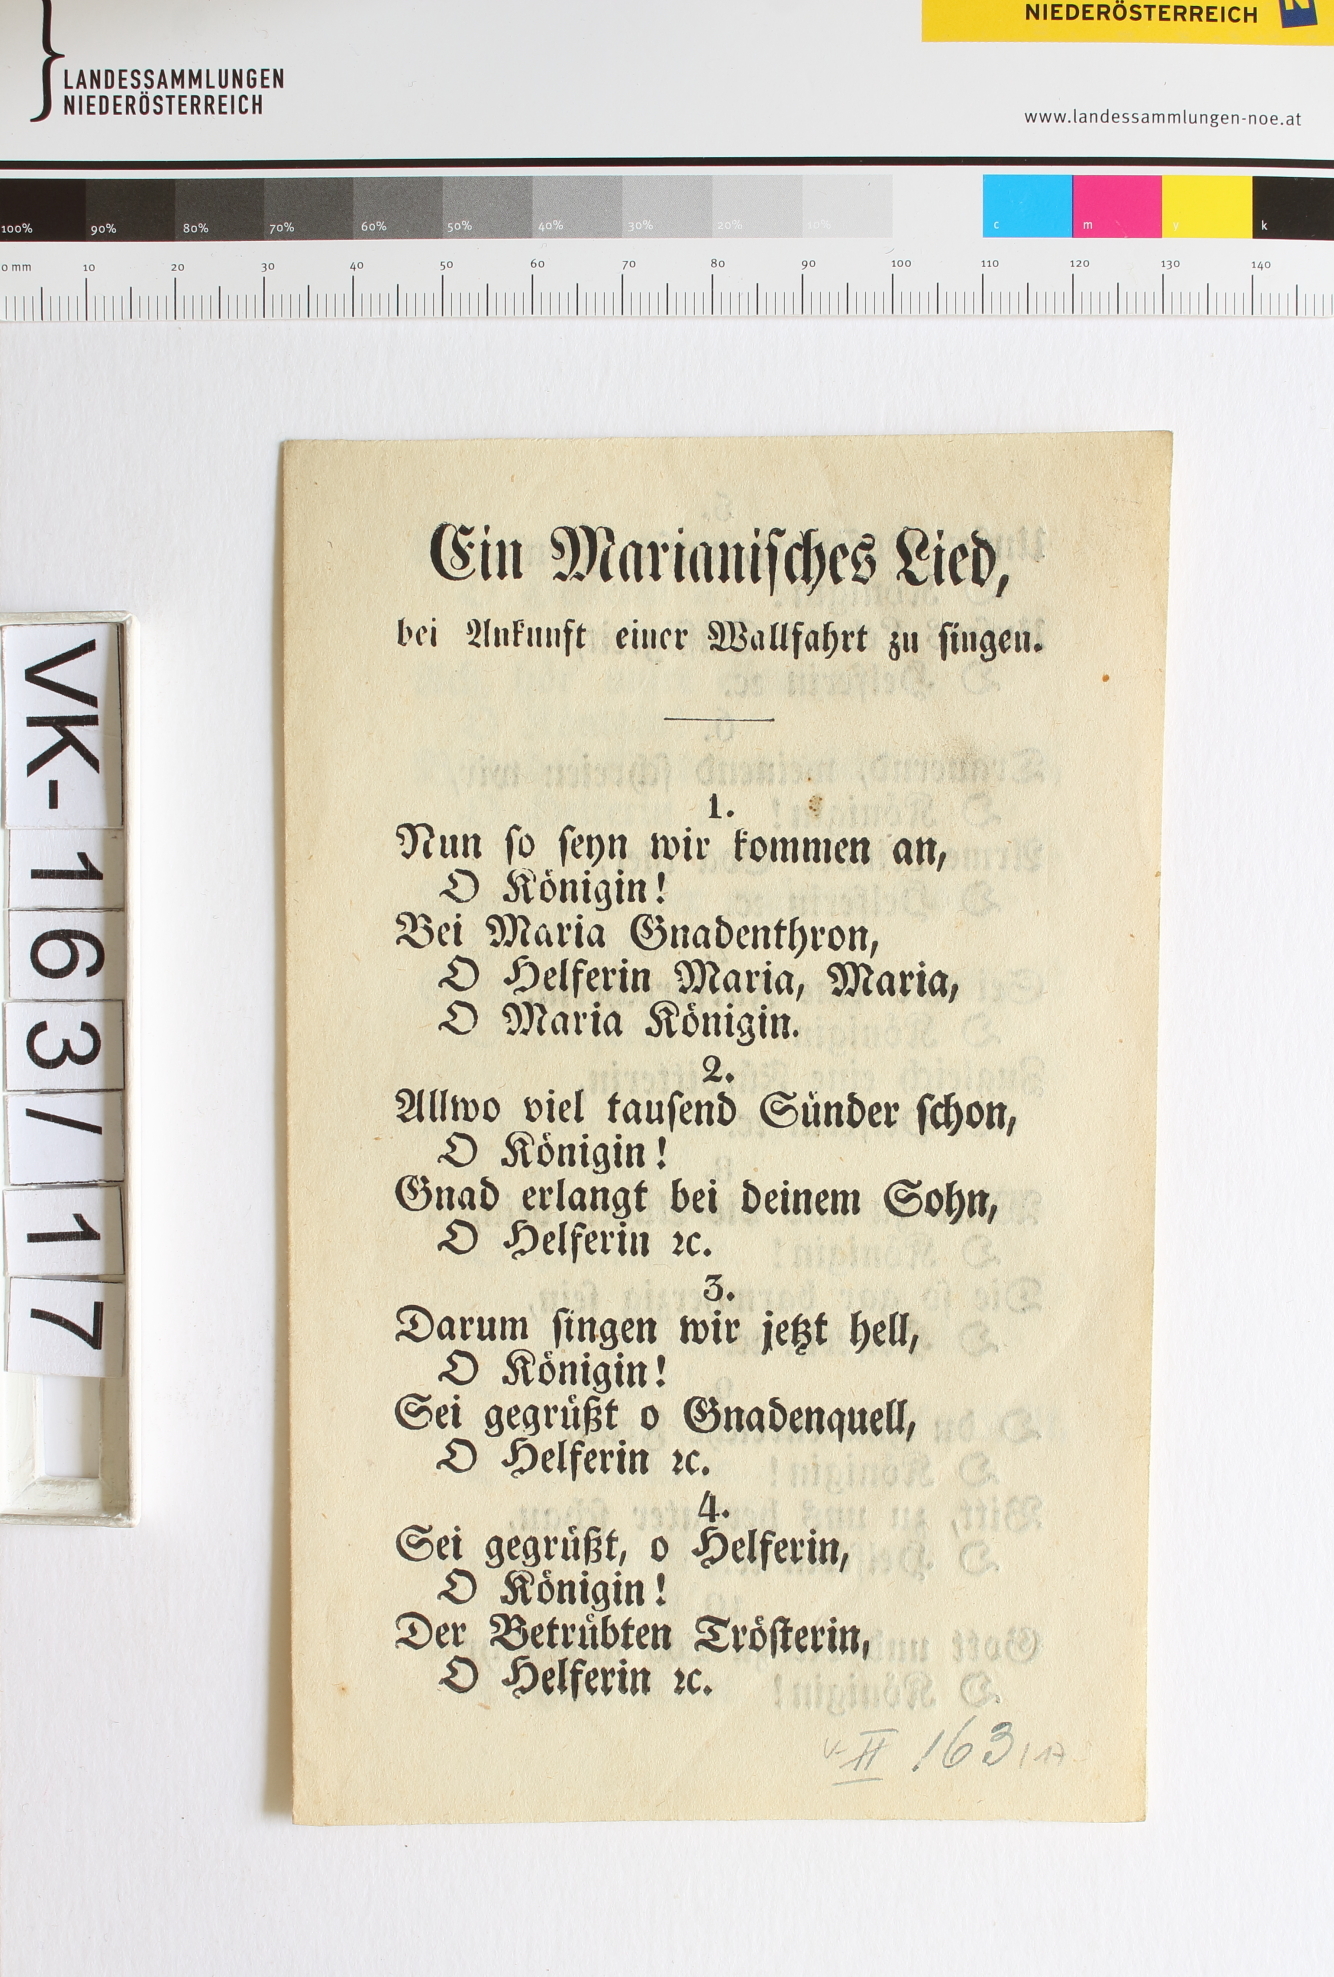 NIEDERÖSTERREICH
LANDESSAMMLUNGEN
NIEDERÖSTERREICH
www.landessammlungen-noe.at
100% 90% 80% 70% 60% 50% 40% 30% 20% 10% c m y k
0 mm 10 20 30 40 50 60 70 80 90 100 110 120 130 140
VK-163/17
Ein Marianiſches Lied,
bei Ankunft einer Wallfahrt zu ſingen.
1.
Nun ſo ſeyn wir kommen an,
O Königin!
Bei Maria Gnadenthron,
O Helferin Maria, Maria,
O Maria Königin.
2.
Allwo viel tauſend Sünder ſchon,
O Königin!
Gnad erlangt bei deinem Sohn,
O Helferin ꝛc.
3.
Darum ſingen wir jetzt hell,
O Königin!
Sei gegrüßt o Gnadenquell,
O Helferin ꝛc.
4.
Sei gegrüßt, o Helferin,
O Königin!
Der Betrübten Tröſterin,
O Helferin ꝛc.
V-II 163/17